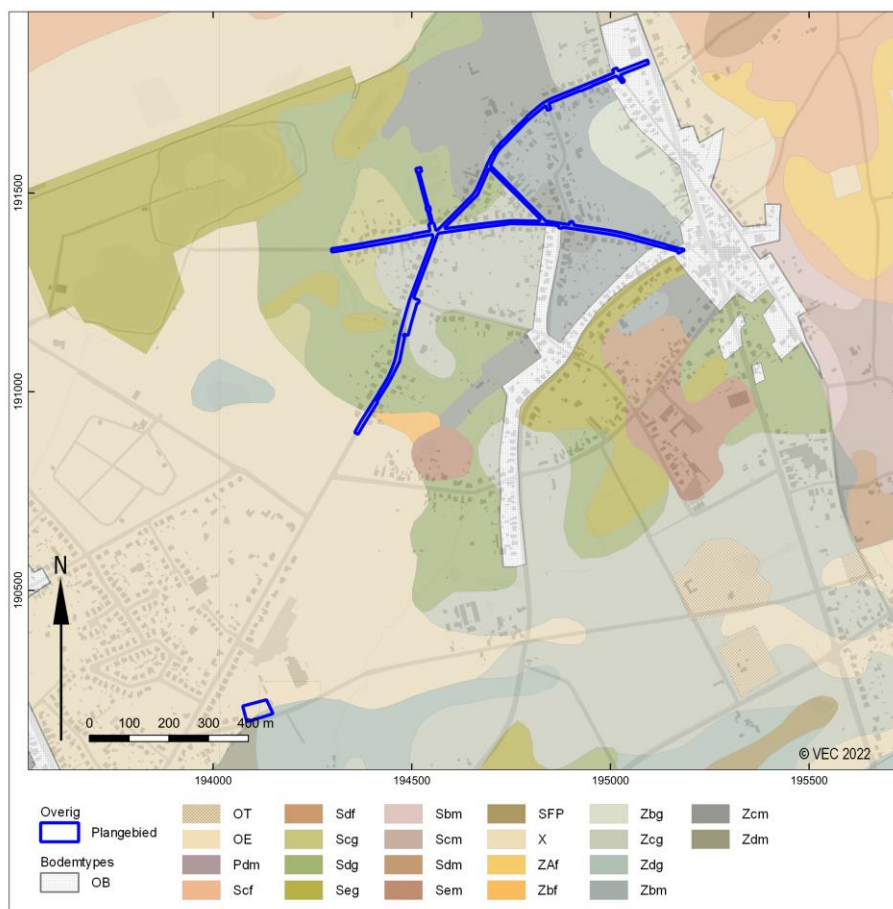 191500
191000
190500
N
0 100 200 300 400 m
© VEC 2022
194000 194500 195000 195500
Overig
Plangebied
Bodemtypes
OB
OT Sdf Sbm SFP Zbg Zcm
OE Scg Scm X Zcg Zdm
Pdm Sdg Sdm ZAf Zdg
Scf Seg Sem Zbf Zbm